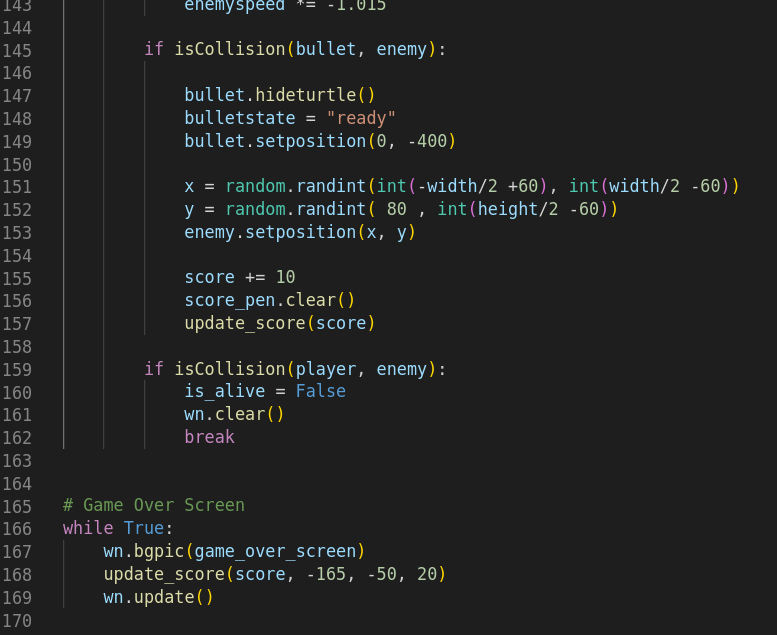 143 enemyspeed *= -1.015
144
145 if isCollision(bullet, enemy):
146
147 bullet.hideturtle()
148 bulletstate = "ready"
149 bullet.setposition(0, -400)
150
151 x = random.randint(int(-width/2 +60), int(width/2 -60))
152 y = random.randint( 80 , int(height/2 -60))
153 enemy.setposition(x, y)
154
155 score += 10
156 score_pen.clear()
157 update_score(score)
158
159 if isCollision(player, enemy):
160 is_alive = False
161 wn.clear()
162 break
163
164
165 # Game Over Screen
166 while True:
167 wn.bgpic(game_over_screen)
168 update_score(score, -165, -50, 20)
169 wn.update()
170